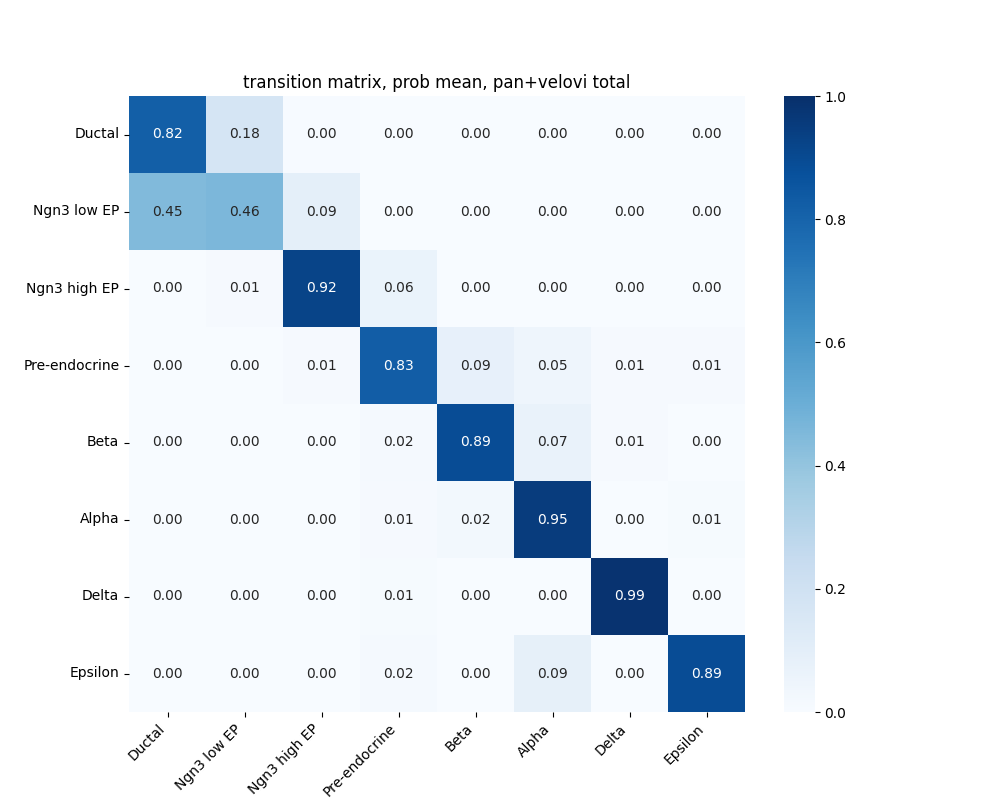 transition matrix, prob mean, pan+velovi total
Ductal 0.82 0.18 0.00 0.00 0.00 0.00 0.00 0.00
Ngn3 low EP 0.45 0.46 0.09 0.00 0.00 0.00 0.00 0.00
Ngn3 high EP 0.00 0.01 0.92 0.06 0.00 0.00 0.00 0.00
Pre-endocrine 0.00 0.00 0.01 0.83 0.09 0.05 0.01 0.01
Beta 0.00 0.00 0.00 0.02 0.89 0.07 0.01 0.00
Alpha 0.00 0.00 0.00 0.01 0.02 0.95 0.00 0.01
Delta 0.00 0.00 0.00 0.01 0.00 0.00 0.99 0.00
Epsilon 0.00 0.00 0.00 0.02 0.00 0.09 0.00 0.89
Ductal Ngn3 low EP Ngn3 high EP Pre-endocrine Beta Alpha Delta Epsilon
1.0
0.8
0.6
0.4
0.2
0.0